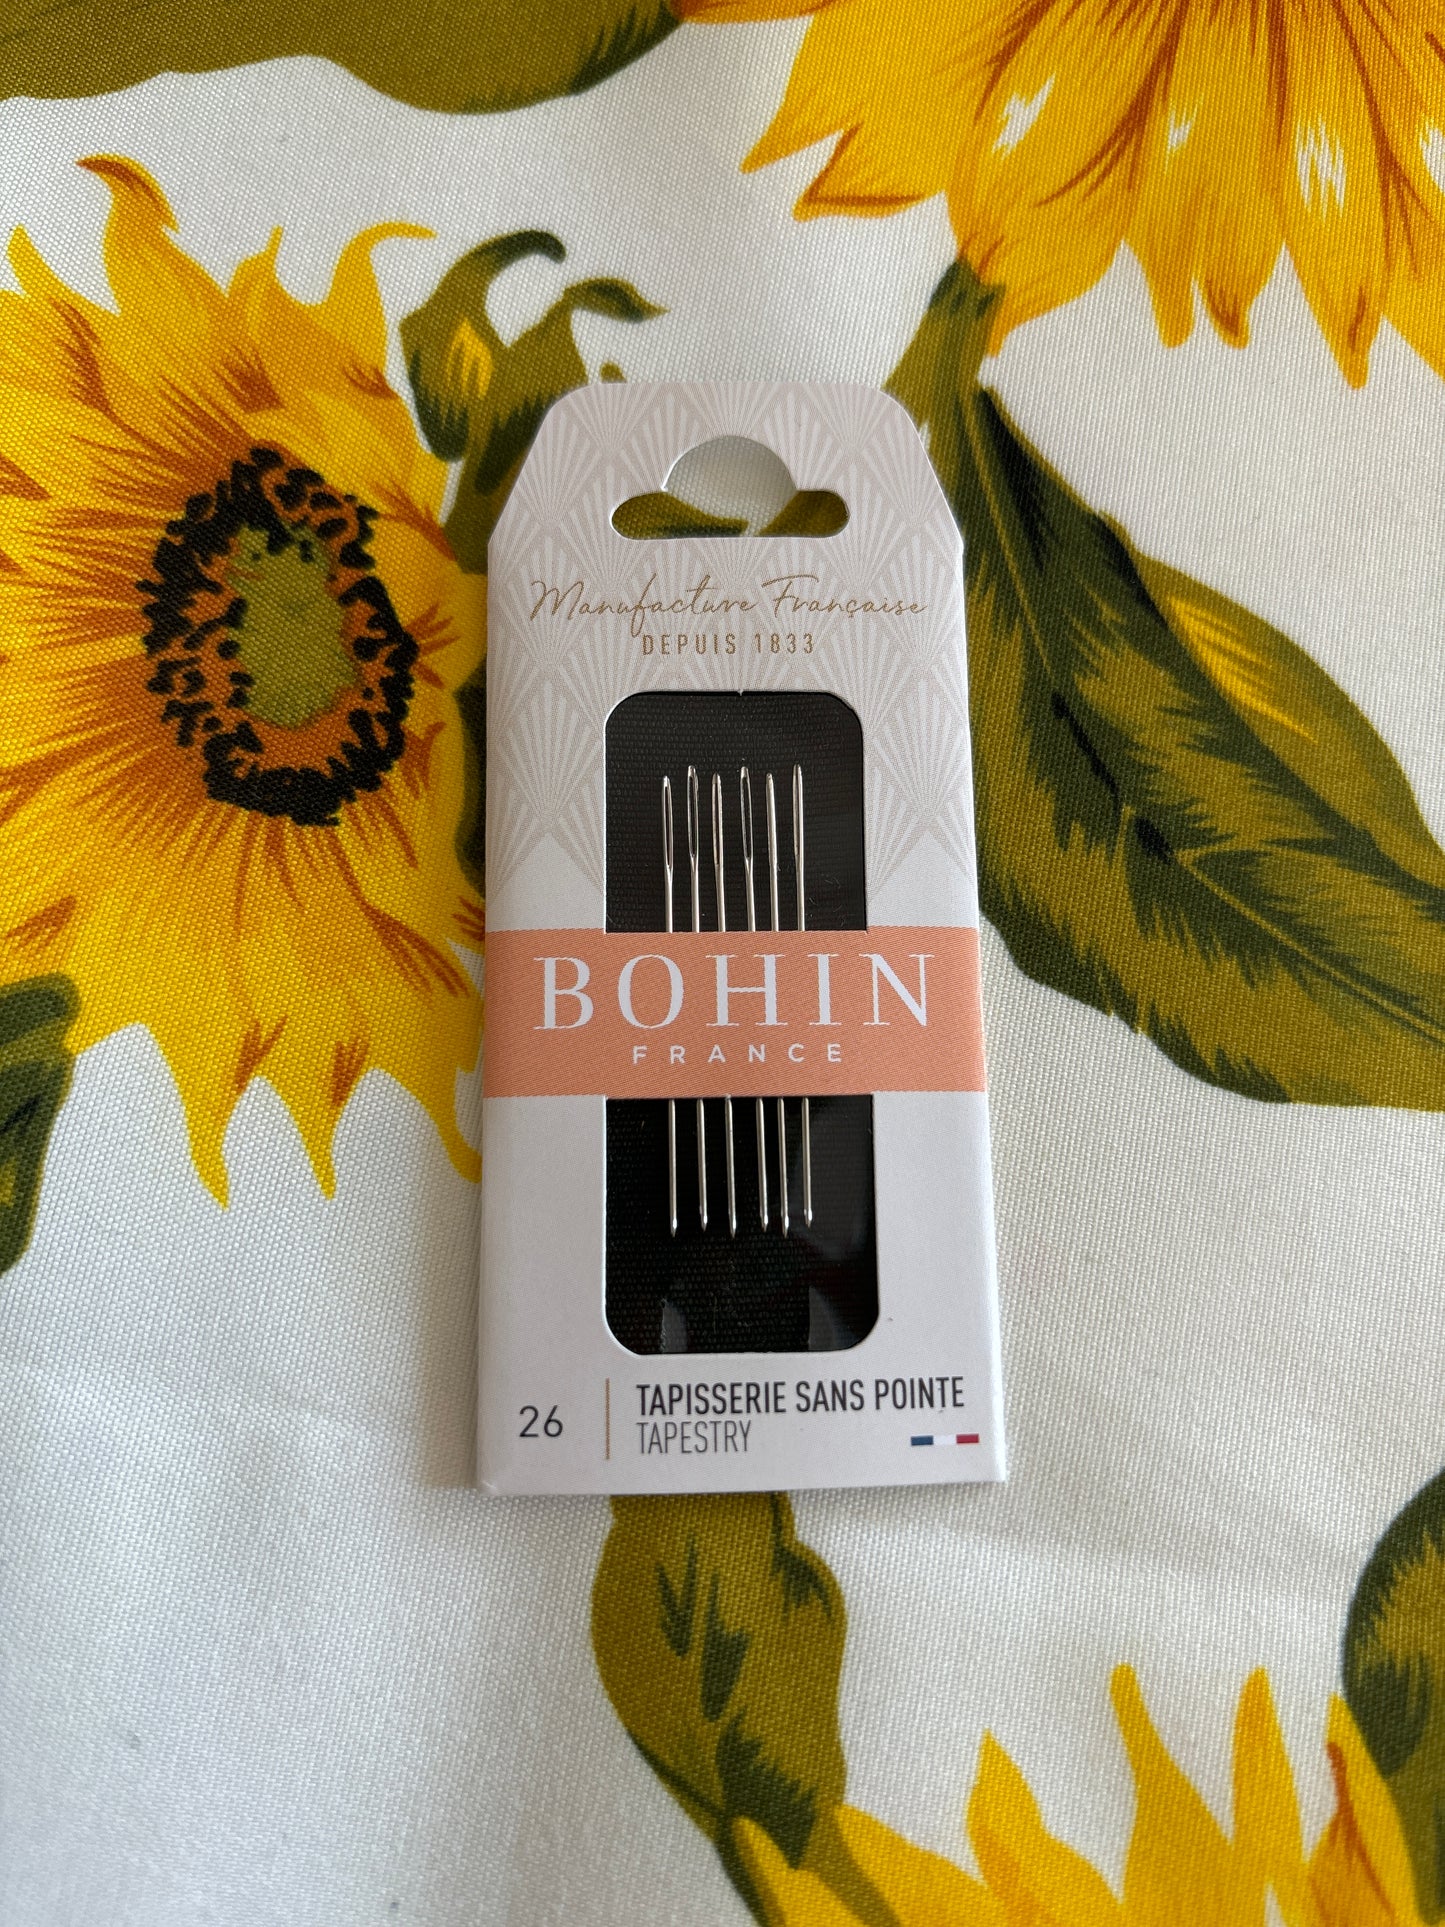 Manufacture Française
DEPUIS 1833
BOHIN
FRANCE
26
TAPISSERIE SANS POINTE
TAPESTRY